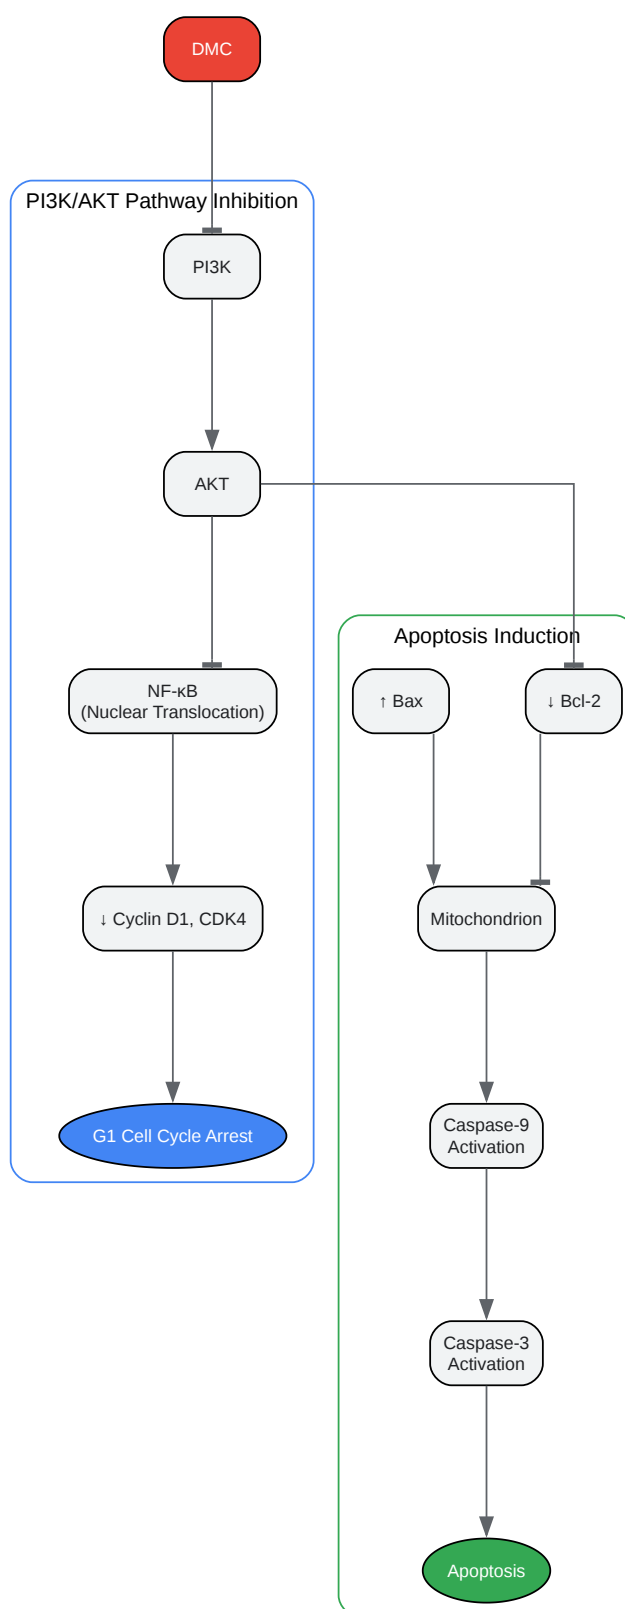 DMC
PI3K/AKT Pathway Inhibition
PI3K
AKT
NF-κB
(Nuclear Translocation)
↓ Cyclin D1, CDK4
G1 Cell Cycle Arrest
Apoptosis Induction
↑ Bax
↓ Bcl-2
Mitochondrion
Caspase-9
Activation
Caspase-3
Activation
Apoptosis